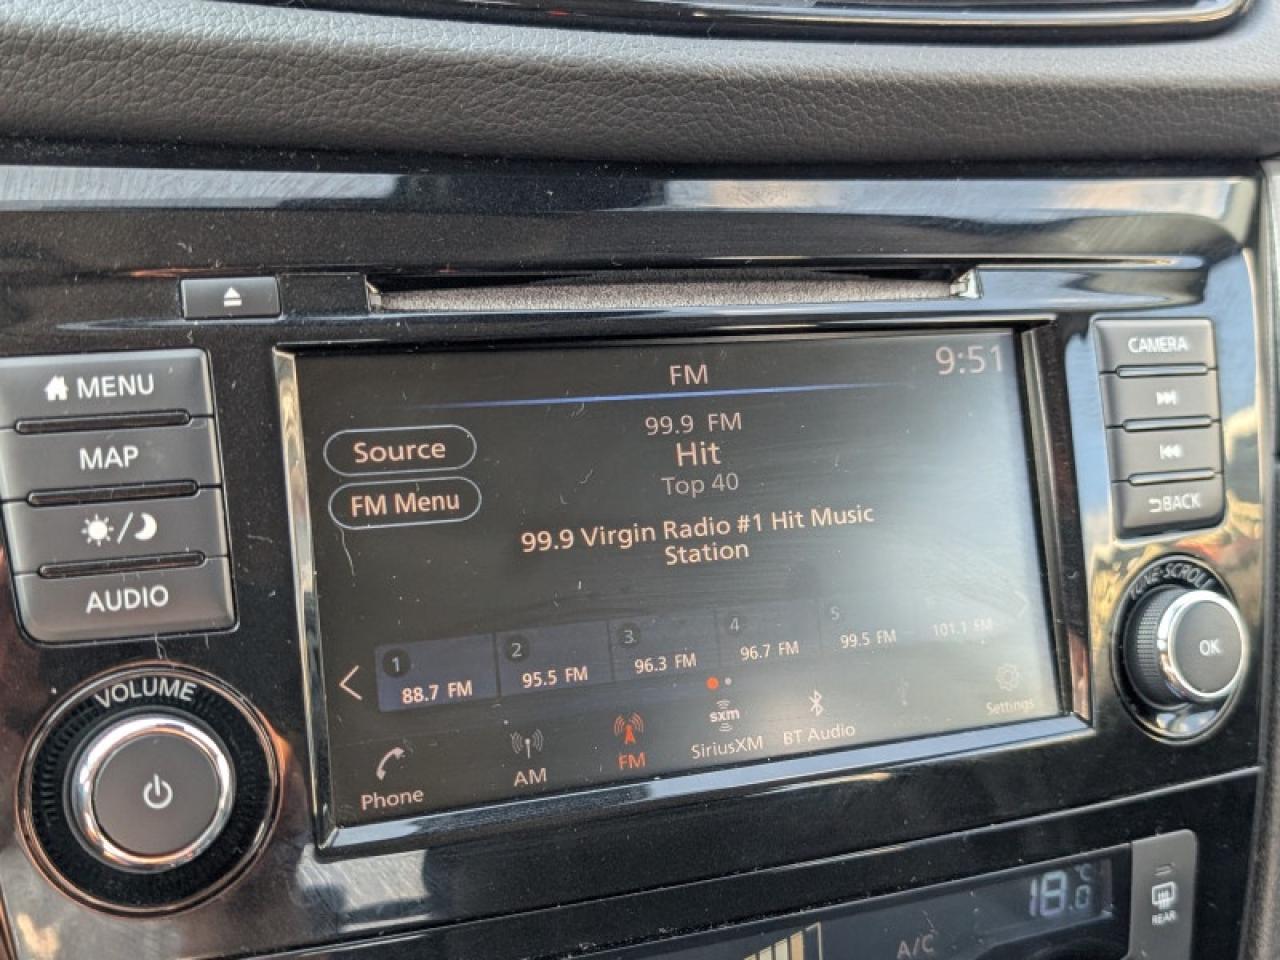 MENU
MAP
AUDIO
VOLUME
FM
9:51
Source
FM Menu
99.9 FM
Hit
Top 40
99.9 Virgin Radio #1 Hit Music
Station
1
88.7 FM
2
95.5 FM
3
96.3 FM
4
96.7 FM
5
99.5 FM
101.1 FM
Phone
AM
FM
sxm
SiriusXM
BT Audio
Settings
CAMERA
BACK
TUNE·SCROLL
OK
18.0
°C
A/C
REAR